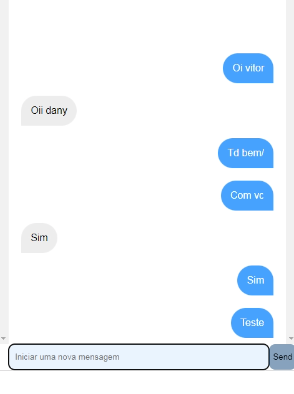 Oi vitor
Oii dany
Td bem/
Com vc
Sim
Sim
Teste
Iniciar uma nova mensagem
Send